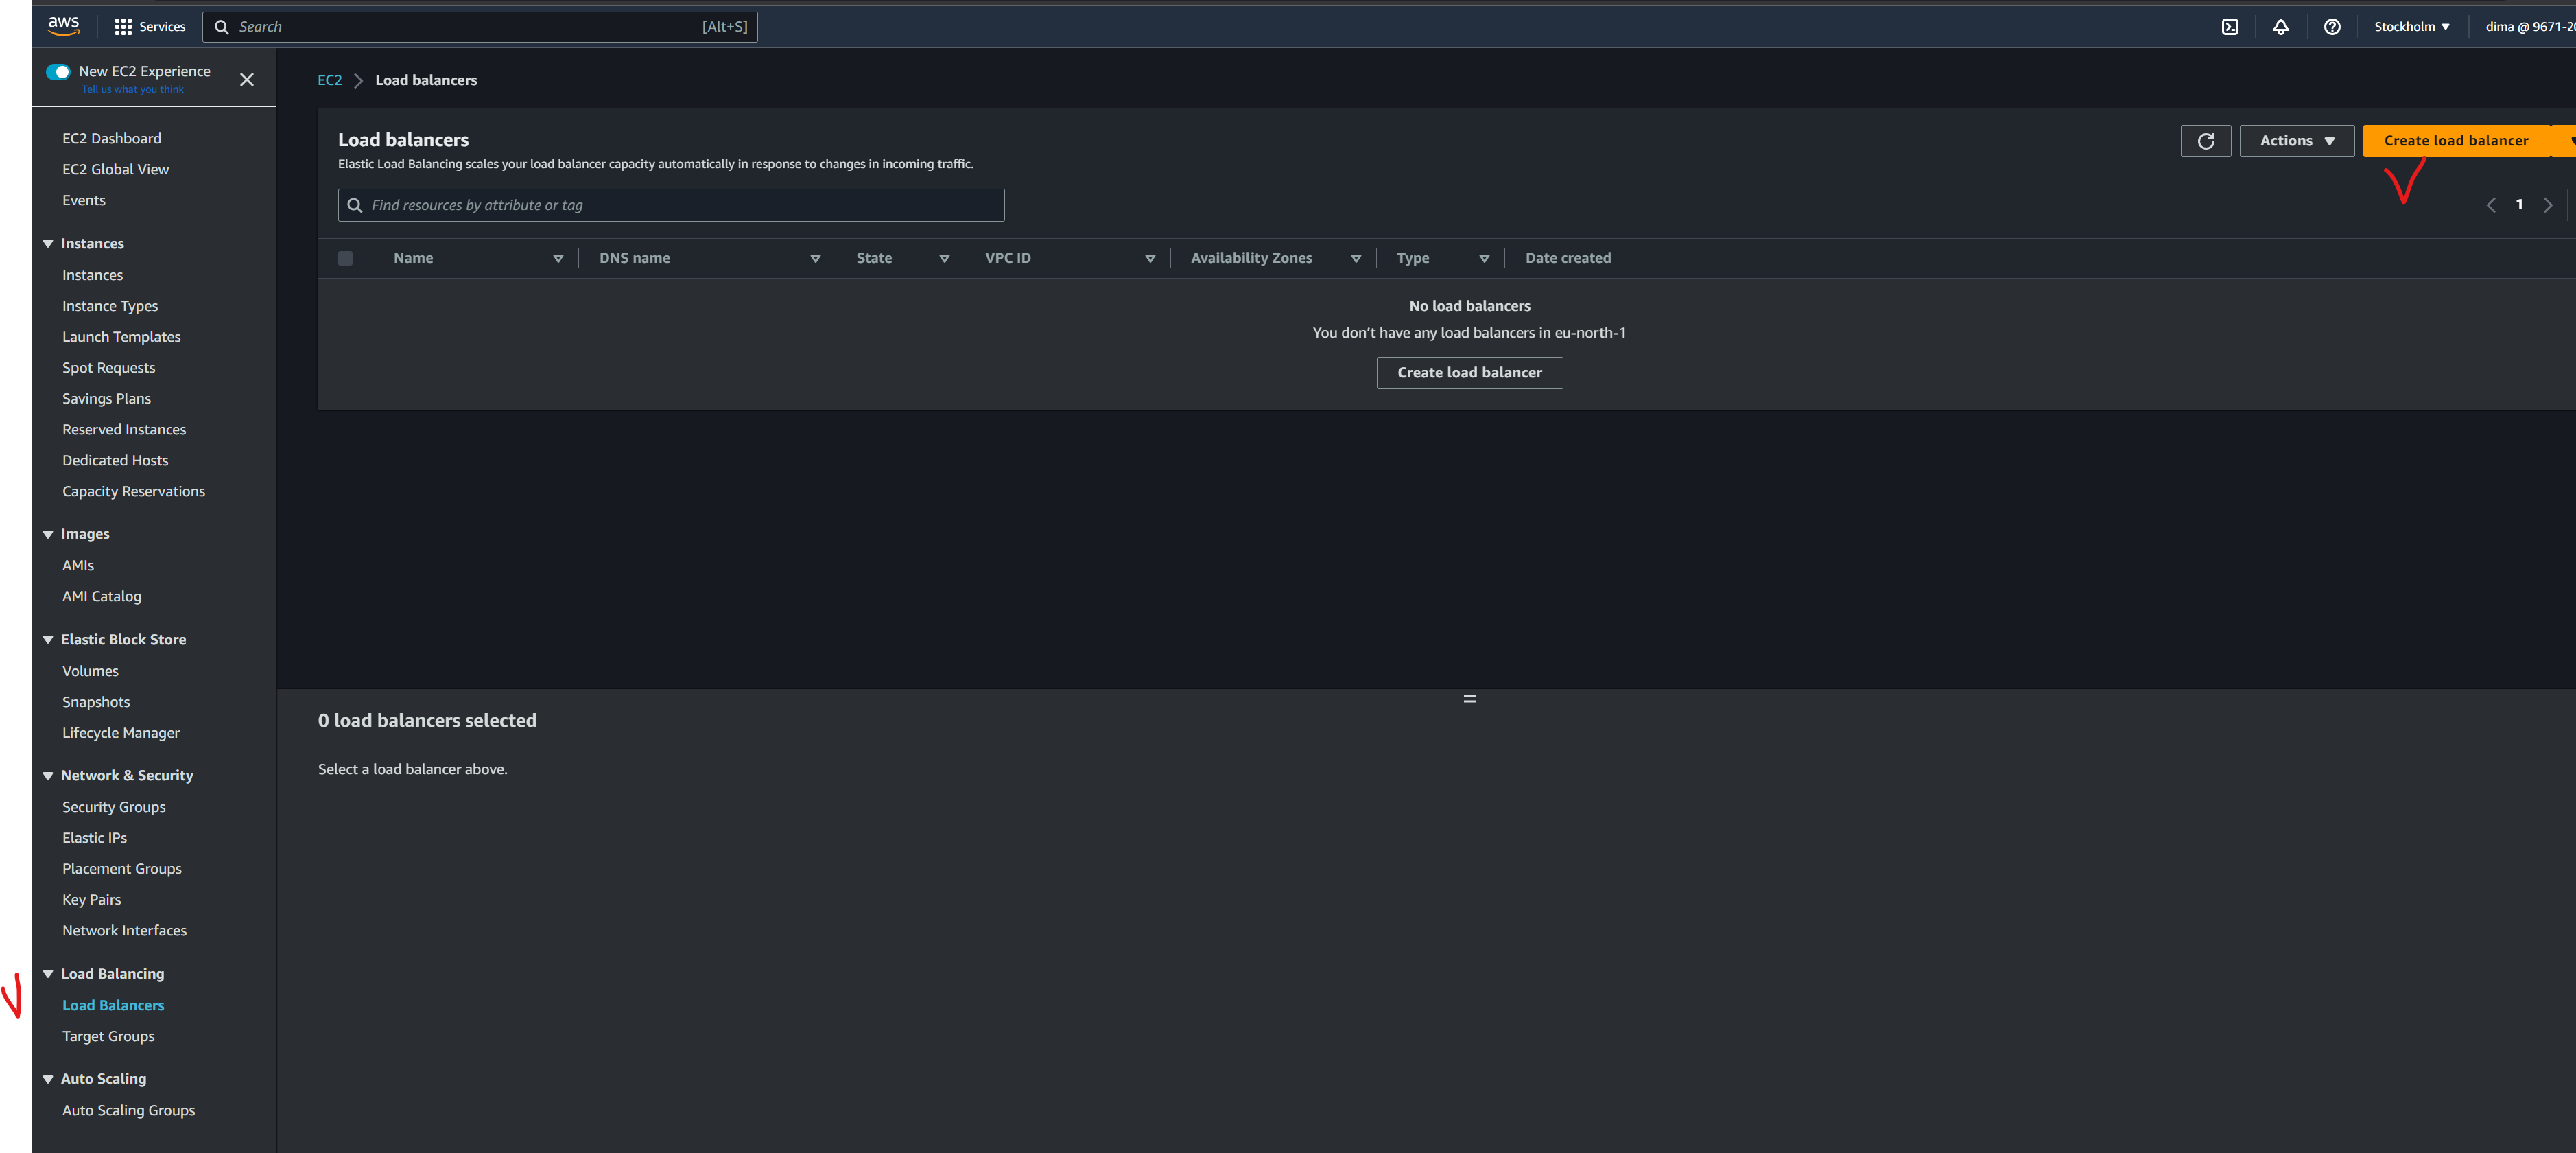 aws
Services
Search
[Alt+S]
Stockholm
dima @ 9671-20
New EC2 Experience
Tell us what you think
EC2 Dashboard
EC2 Global View
Events
Instances
Instances
Instance Types
Launch Templates
Spot Requests
Savings Plans
Reserved Instances
Dedicated Hosts
Capacity Reservations
Images
AMIs
AMI Catalog
Elastic Block Store
Volumes
Snapshots
Lifecycle Manager
Network & Security
Security Groups
Elastic IPs
Placement Groups
Key Pairs
Network Interfaces
Load Balancing
Load Balancers
Target Groups
Auto Scaling
Auto Scaling Groups
EC2 > Load balancers
Load balancers
Elastic Load Balancing scales your load balancer capacity automatically in response to changes in incoming traffic.
Actions
Create load balancer
Find resources by attribute or tag
1
Name DNS name State VPC ID Availability Zones Type Date created
No load balancers
You don’t have any load balancers in eu-north-1
Create load balancer
0 load balancers selected
Select a load balancer above.